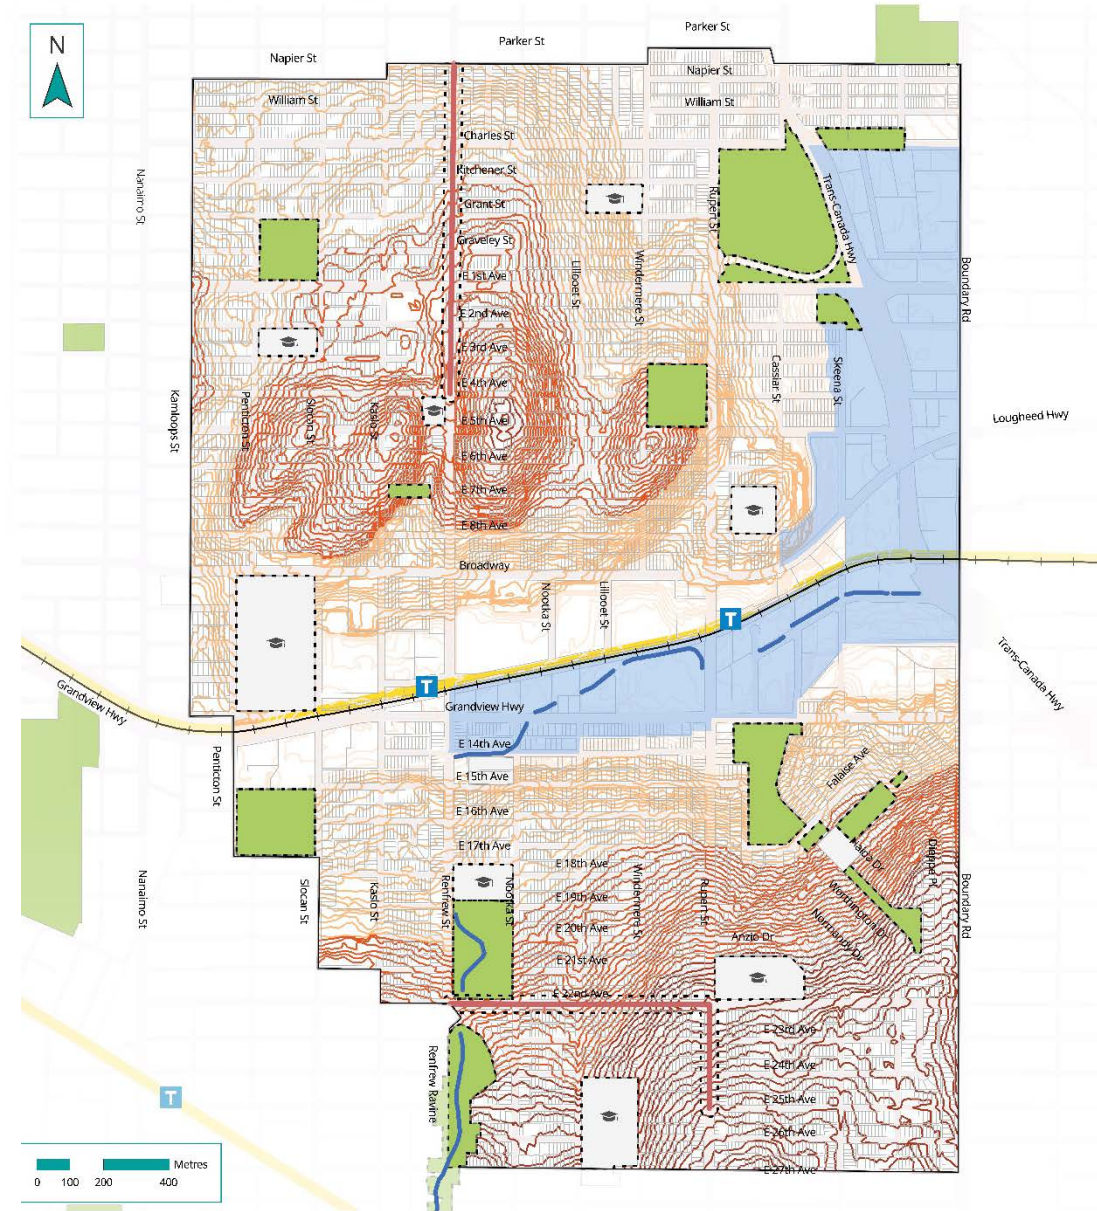 Parker St
Parker St
N
Napier St
Napier St
William St
William St
Charles St
Kitchener St
Grant St
Graveley St
E 1st Ave
E 2nd Ave
E 3rd Ave
E 4th Ave
E 5th Ave
E 6th Ave
E 7th Ave
E 8th Ave
Broadway
Nanaimo St
Kamloops St
Penticton St
Slocan St
Kaslo St
Lillooet St
Windermere St
Rupert St
Trans-Canada Hwy
Cassiar St
Skeena St
Boundary Rd
Lougheed Hwy
Nootka St
Lillooet St
T
T
Grandview Hwy
Grandview Hwy
Trans-Canada Hwy
E 14th Ave
E 15th Ave
E 16th Ave
E 17th Ave
E 18th Ave
E 19th Ave
E 20th Ave
E 21st Ave
E 22nd Ave
Penticton St
Nanaimo St
Slocan St
Kaslo St
Renfrew St
Nootka St
Windermere St
Rupert St
Falaise Ave
Halda Dr
Worthington Dr
Normandy Dr
Anzio Dr
Dieppe Pl
Boundary Rd
E 23rd Ave
E 24th Ave
E 25th Ave
E 26th Ave
E 27th Ave
Renfrew Ravine
T
Metres
0 100 200 400